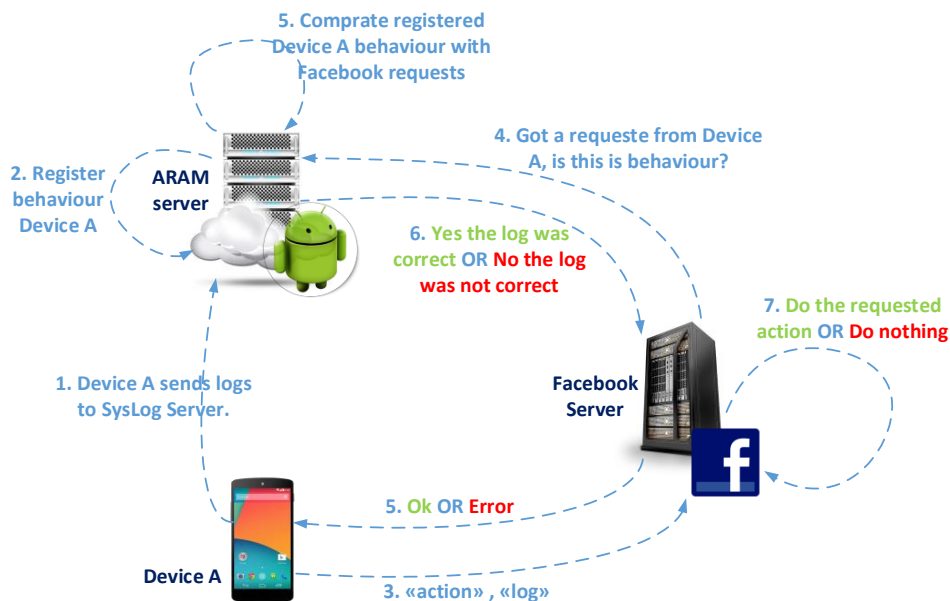 5. Comprate registered
Device A behaviour with
Facebook requests
4. Got a requeste from Device
A, is this is behaviour?
2. Register
behaviour
Device A
ARAM
server
6. Yes the log was
correct OR No the log
was not correct
7. Do the requested
action OR Do nothing
1. Device A sends logs
to SysLog Server.
Facebook
Server
f
5. Ok OR Error
Device A
3. «action» , «log»